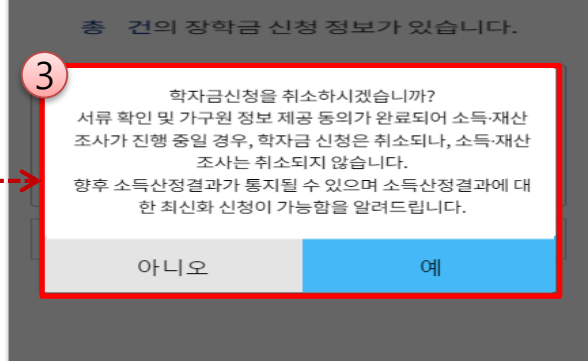 총 건의 장학금 신청 정보가 있습니다.
3
학자금신청을 취소하시겠습니까?
서류 확인 및 가구원 정보 제공 동의가 완료되어 소득·재산
조사가 진행 중일 경우, 학자금 신청은 취소되나, 소득·재산
조사는 취소되지 않습니다.
향후 소득산정결과가 통지될 수 있으며 소득산정결과에 대
한 최신화 신청이 가능함을 알려드립니다.
아니오 예